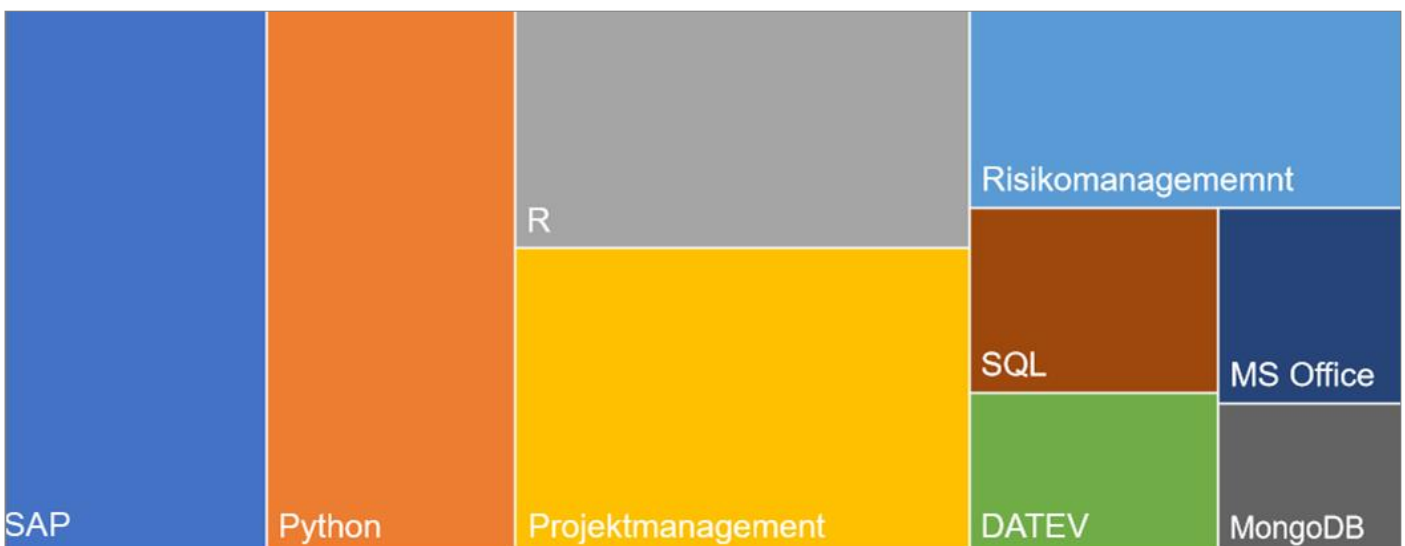 SAP
Python
R
Projektmanagement
Risikomanagememnt
SQL
MS Office
DATEV
MongoDB